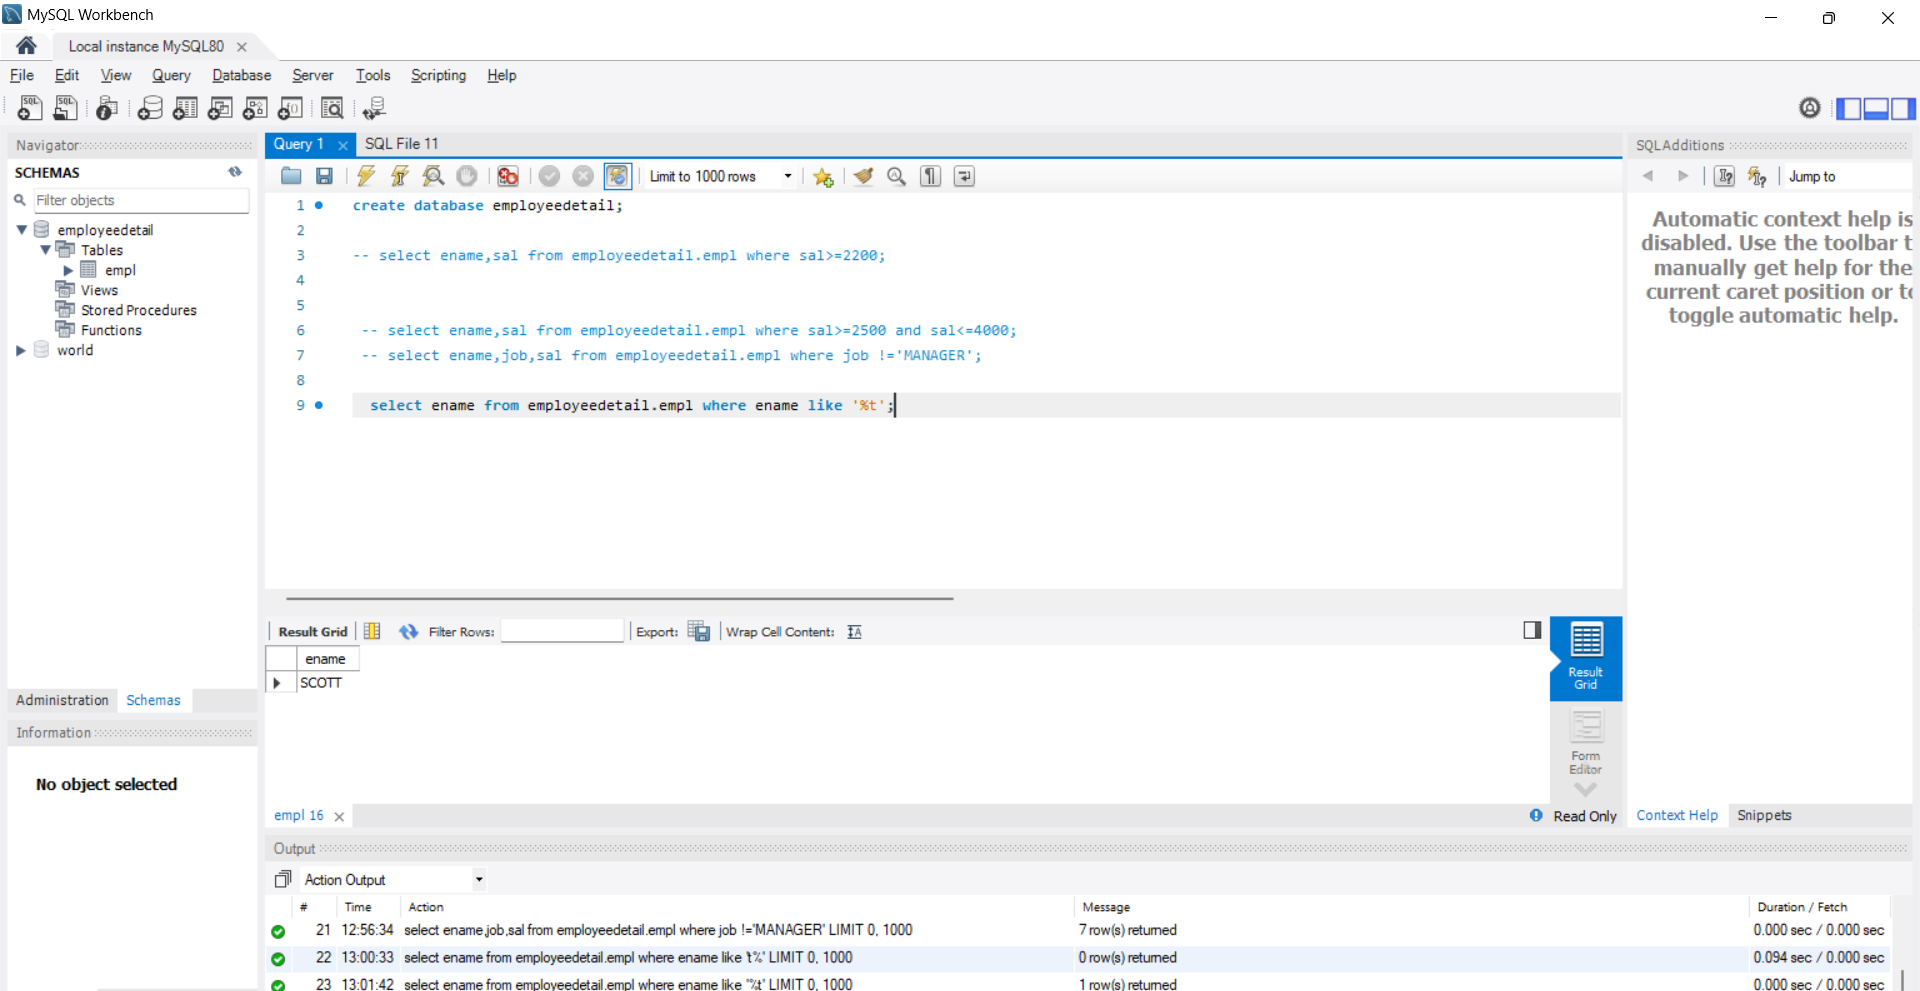 MySQL Workbench
Local instance MySQL80
File Edit View Query Database Server Tools Scripting Help
Navigator
SCHEMAS
Filter objects
employeedetail
Tables
empl
Views
Stored Procedures
Functions
world
Administration Schemas
Information
No object selected
Query 1 SQL File 11
Limit to 1000 rows
1 create database employeedetail;
2
3 -- select ename,sal from employeedetail.empl where sal>=2200;
4
5
6 -- select ename,sal from employeedetail.empl where sal>=2500 and sal<=4000;
7 -- select ename,job,sal from employeedetail.empl where job !='MANAGER';
8
9 select ename from employeedetail.empl where ename like '%t';
Result Grid Filter Rows: Export: Wrap Cell Content:
ename
SCOTT
Result
Grid
Form
Editor
empl 16
Read Only
SQLAdditions
Jump to
Automatic context help is
disabled. Use the toolbar t
manually get help for the
current caret position or to
toggle automatic help.
Context Help Snippets
Output
Action Output
# Time Action Message Duration / Fetch
21 12:56:34 select ename,job,sal from employeedetail.empl where job !='MANAGER' LIMIT 0, 1000 7 row(s) returned 0.000 sec / 0.000 sec
22 13:00:33 select ename from employeedetail.empl where ename like 't%' LIMIT 0, 1000 0 row(s) returned 0.094 sec / 0.000 sec
23 13:01:42 select ename from employeedetail.empl where ename like '%t' LIMIT 0, 1000 1 row(s) returned 0.000 sec / 0.000 sec